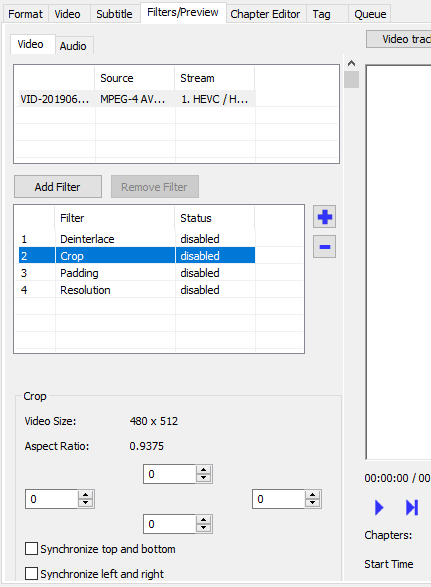 Format Video Subtitle Filters/Preview Chapter Editor Tag Queue
Video Audio
Video trac
Source Stream
VID-201906... MPEG-4 AV... 1. HEVC / H...
Add Filter Remove Filter
Filter Status
1 Deinterlace disabled
2 Crop disabled
3 Padding disabled
4 Resolution disabled
Crop
Video Size: 480 x 512
Aspect Ratio: 0.9375
0
0 0
0
Synchronize top and bottom
Synchronize left and right
00:00:00 / 00
Chapters:
Start Time